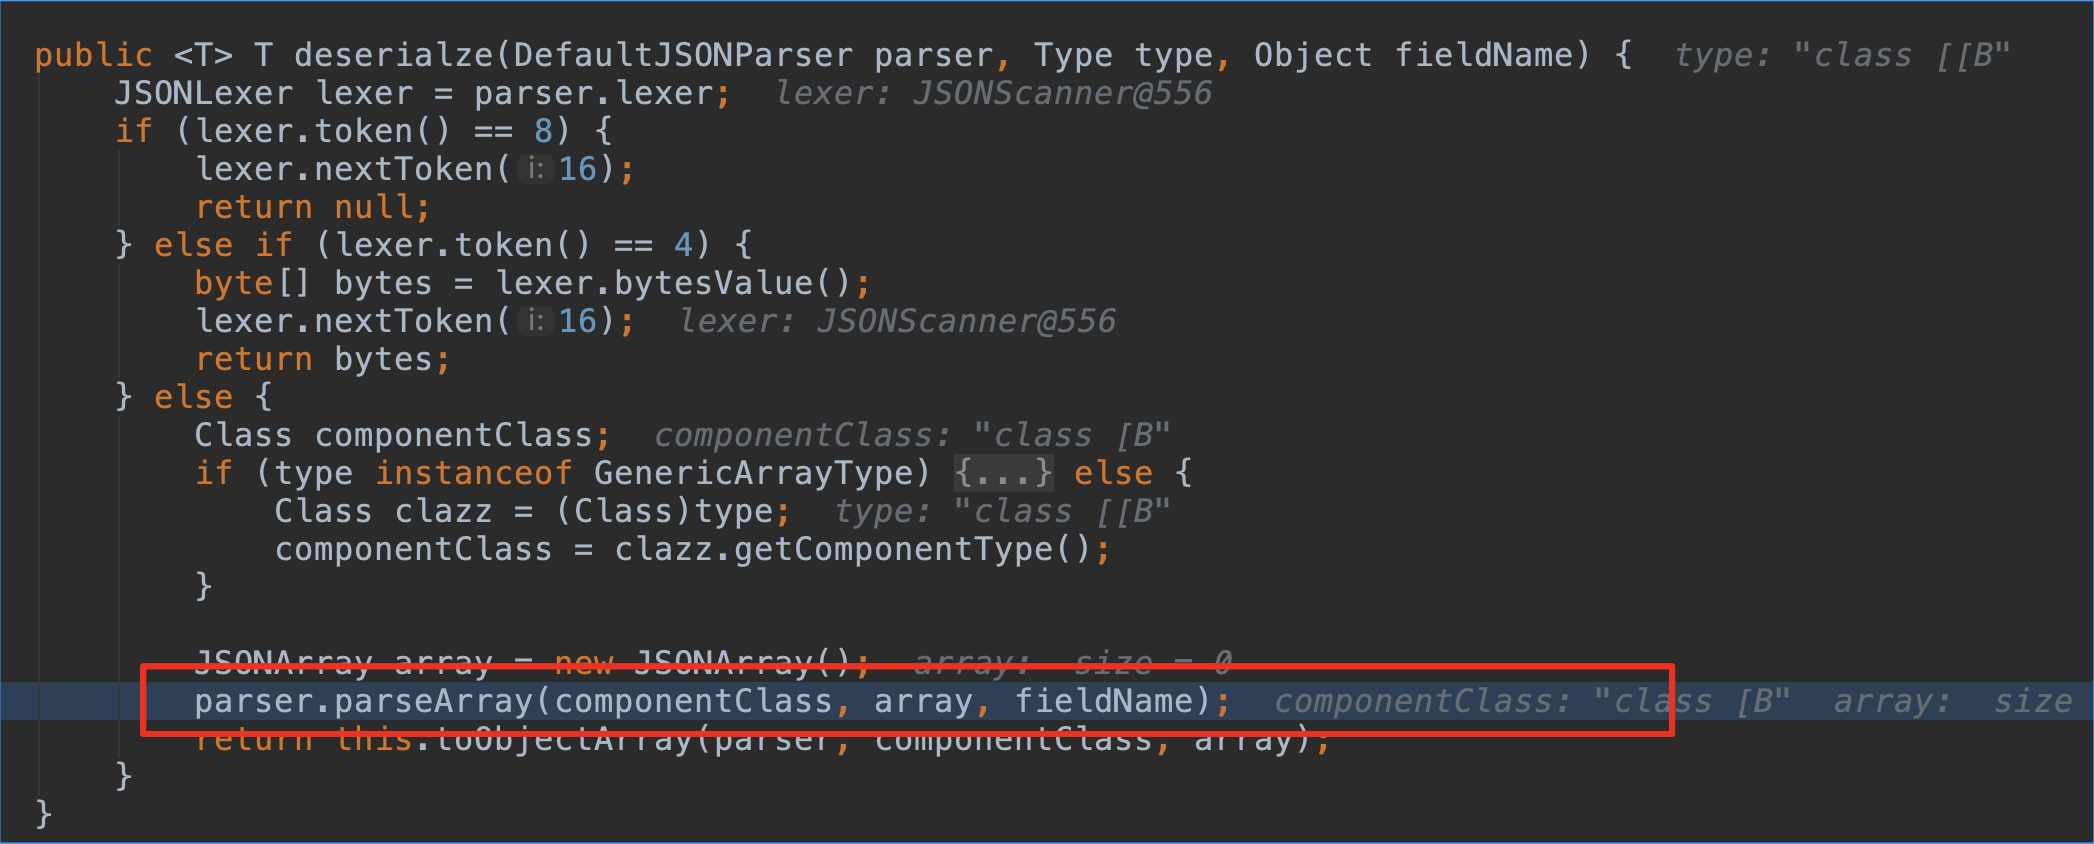 public <T> T deserialze(DefaultJSONParser parser, Type type, Object fieldName) {  type: "class [[B"
    JSONLexer lexer = parser.lexer;  lexer: JSONScanner@556
    if (lexer.token() == 8) {
        lexer.nextToken( i: 16);
        return null;
    } else if (lexer.token() == 4) {
        byte[] bytes = lexer.bytesValue();
        lexer.nextToken( i: 16);  lexer: JSONScanner@556
        return bytes;
    } else {
        Class componentClass;  componentClass: "class [B"
        if (type instanceof GenericArrayType) {...} else {
            Class clazz = (Class)type;  type: "class [[B"
            componentClass = clazz.getComponentType();
        }
        JSONArray array = new JSONArray();  array:  size = 0
        parser.parseArray(componentClass, array, fieldName);  componentClass: "class [B"  array:  size
        return this.toObjectArray(parser, componentClass, array);
    }
}